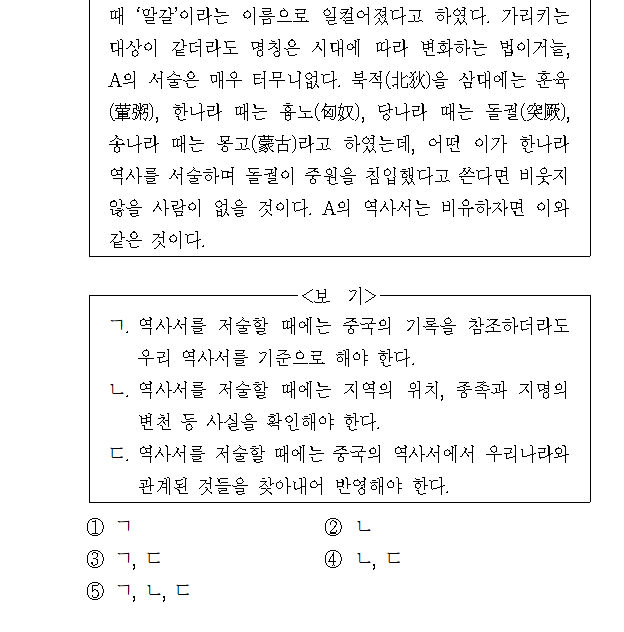 때 ‘말갈’이라는 이름으로 일컬어졌다고 하였다. 가리키는
대상이 같더라도 명칭은 시대에 따라 변화하는 법이거늘,
A의 서술은 매우 터무니없다. 북적(北狄)을 삼대에는 훈육
(葷粥), 한나라 때는 흉노(匈奴), 당나라 때는 돌궐(突厥),
송나라 때는 몽고(蒙古)라고 하였는데, 어떤 이가 한나라
역사를 서술하며 돌궐이 중원을 침입했다고 쓴다면 비웃지
않을 사람이 없을 것이다. A의 역사서는 비유하자면 이와
같은 것이다.
<보 기>
ㄱ. 역사서를 저술할 때에는 중국의 기록을 참조하더라도
우리 역사서를 기준으로 해야 한다.
ㄴ. 역사서를 저술할 때에는 지역의 위치, 종족과 지명의
변천 등 사실을 확인해야 한다.
ㄷ. 역사서를 저술할 때에는 중국의 역사서에서 우리나라와
관계된 것들을 찾아내어 반영해야 한다.
① ㄱ ② ㄴ
③ ㄱ, ㄷ ④ ㄴ, ㄷ
⑤ ㄱ, ㄴ, ㄷ